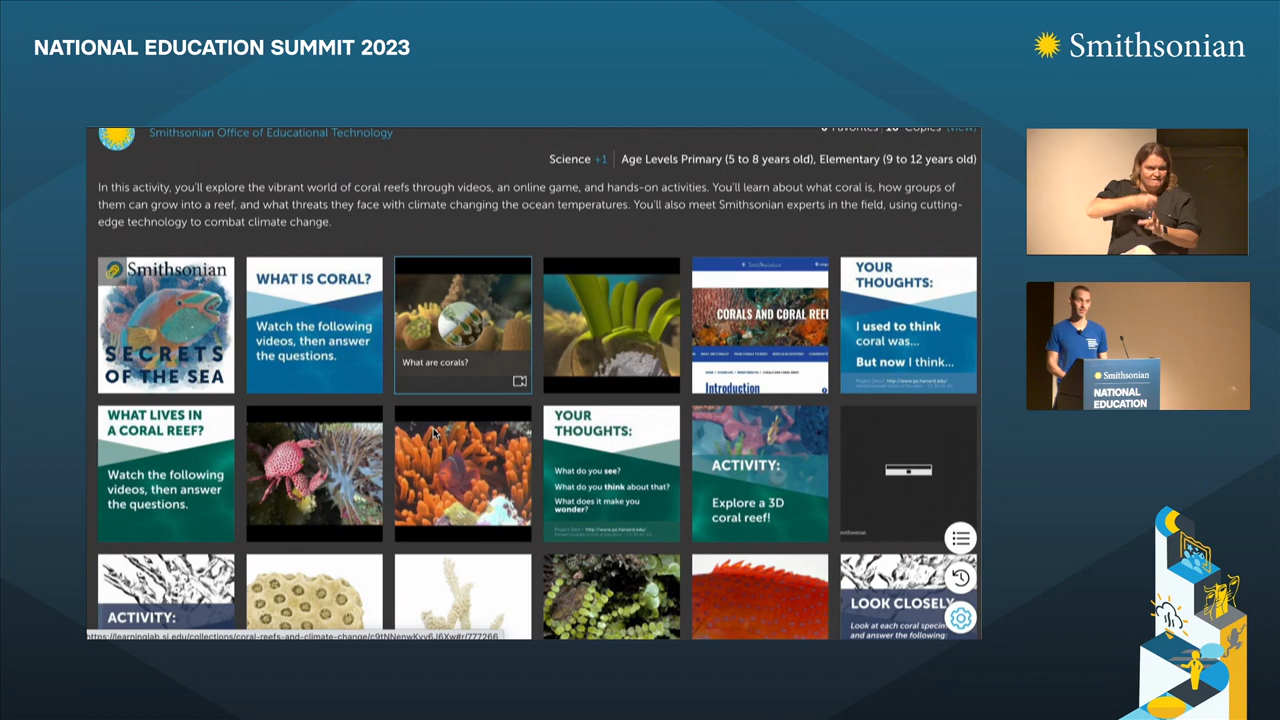 NATIONAL EDUCATION SUMMIT 2023
Smithsonian
Smithsonian Office of Educational Technology
Favorites
Copies (view)
Science +1 | Age Levels Primary (5 to 8 years old), Elementary (9 to 12 years old)
In this activity, you'll explore the vibrant world of coral reefs through videos, an online game, and hands-on activities. You'll learn about what coral is, how groups of
them can grow into a reef, and what threats they face with climate changing the ocean temperatures. You'll also meet Smithsonian experts in the field, using cutting-
edge technology to combat climate change.
Smithsonian
SECRETS
OF THE SEA
WHAT IS CORAL?
Watch the following
videos, then answer
the questions.
What are corals?
Smithsonian
CORALS AND CORAL REEF
Introduction
YOUR
THOUGHTS:
I used to think
coral was...
But now I think...
WHAT LIVES IN
A CORAL REEF?
Watch the following
videos, then answer
the questions.
YOUR
THOUGHTS:
What do you see?
What do you think about that?
What does it make you
wonder?
ACTIVITY:
Explore a 3D
coral reef!
ACTIVITY:
LOOK CLOSELY
Look at each coral specim
and answer the following:
Smithsonian
NATIONAL
EDUCATION